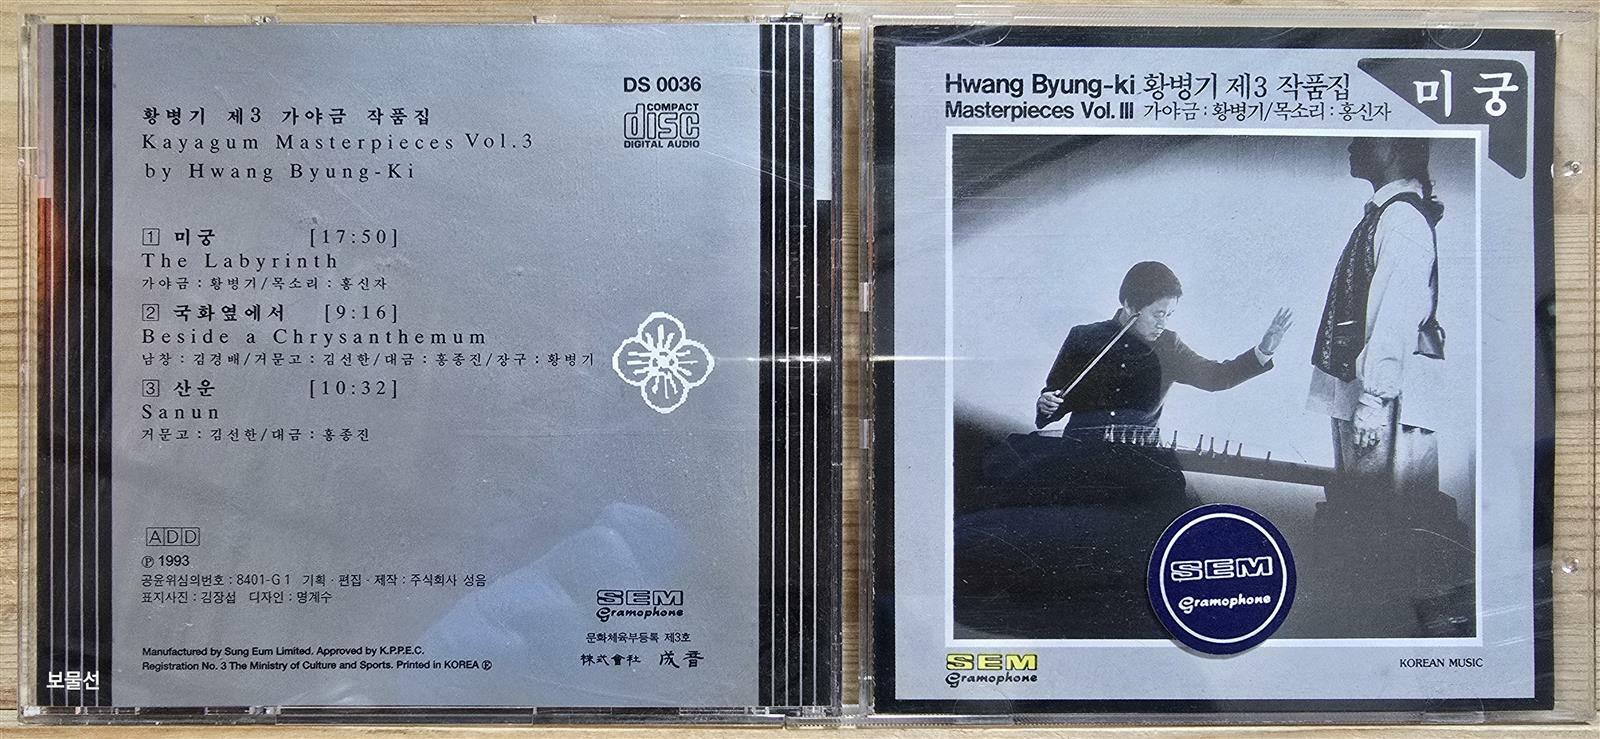 DS 0036
COMPACT
disc
DIGITAL AUDIO
황병기 제3 가야금 작품집
Kayagum Masterpieces Vol.3
by Hwang Byung-Ki
1 미궁 [17:50]
The Labyrinth
가야금 : 황병기/목소리 : 홍신자
2 국화옆에서 [9:16]
Beside a Chrysanthemum
남창 : 김경배/거문고 : 김선한/대금 : 홍종진/장구 : 황병기
3 산운 [10:32]
Sanun
거문고 : 김선한/대금 : 홍종진
ADD
℗ 1993
공윤위심의번호 : 8401-G1 기획 · 편집 · 제작 : 주식회사 성음
표지사진 : 김장섭 디자인 : 명계수
SEM
Gramophone
문화체육부등록 제3호
株式會社 成音
Manufactured by Sung Eum Limited. Approved by K.P.P.E.C.
Registration No. 3 The Ministry of Culture and Sports. Printed in KOREA ℗
보물선
Hwang Byung-ki 황병기 제3 작품집
Masterpieces Vol. III 가야금 : 황병기/목소리 : 홍신자
미궁
SEM
Gramophone
SEM
Gramophone
KOREAN MUSIC